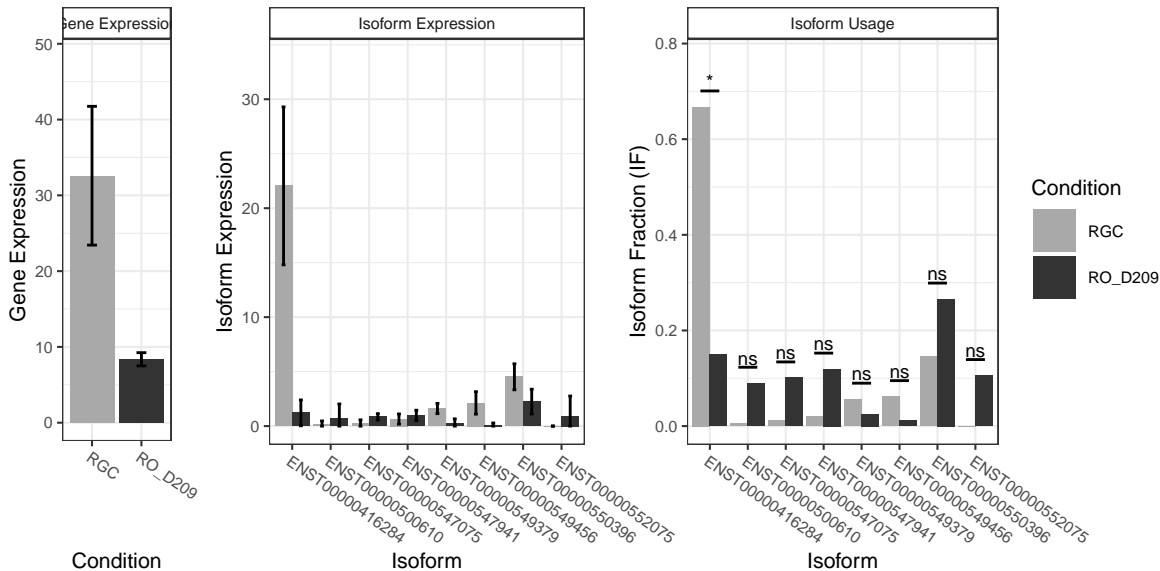 Gene Expression
Isoform Expression
Isoform Usage
Gene Expression
50
40
30
20
10
0
RGC
RO_D209
Condition
Isoform Expression
30
20
10
0
ENST00000416284
ENST00000500610
ENST00000547075
ENST00000547941
ENST00000549379
ENST00000549456
ENST00000550396
ENST00000552075
Isoform
Isoform Fraction (IF)
0.8
0.6
0.4
0.2
0.0
*
ns
ns
ns
ns
ns
ns
ns
ENST00000416284
ENST00000500610
ENST00000547075
ENST00000547941
ENST00000549379
ENST00000549456
ENST00000550396
ENST00000552075
Isoform
Condition
RGC
RO_D209